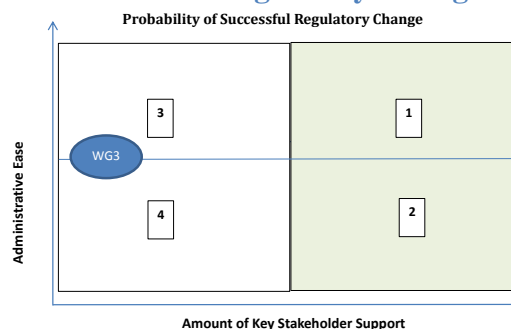 Probability of Successful Regulatory Change
3
1
WG3
4
2
Administrative Ease
Amount of Key Stakeholder Support